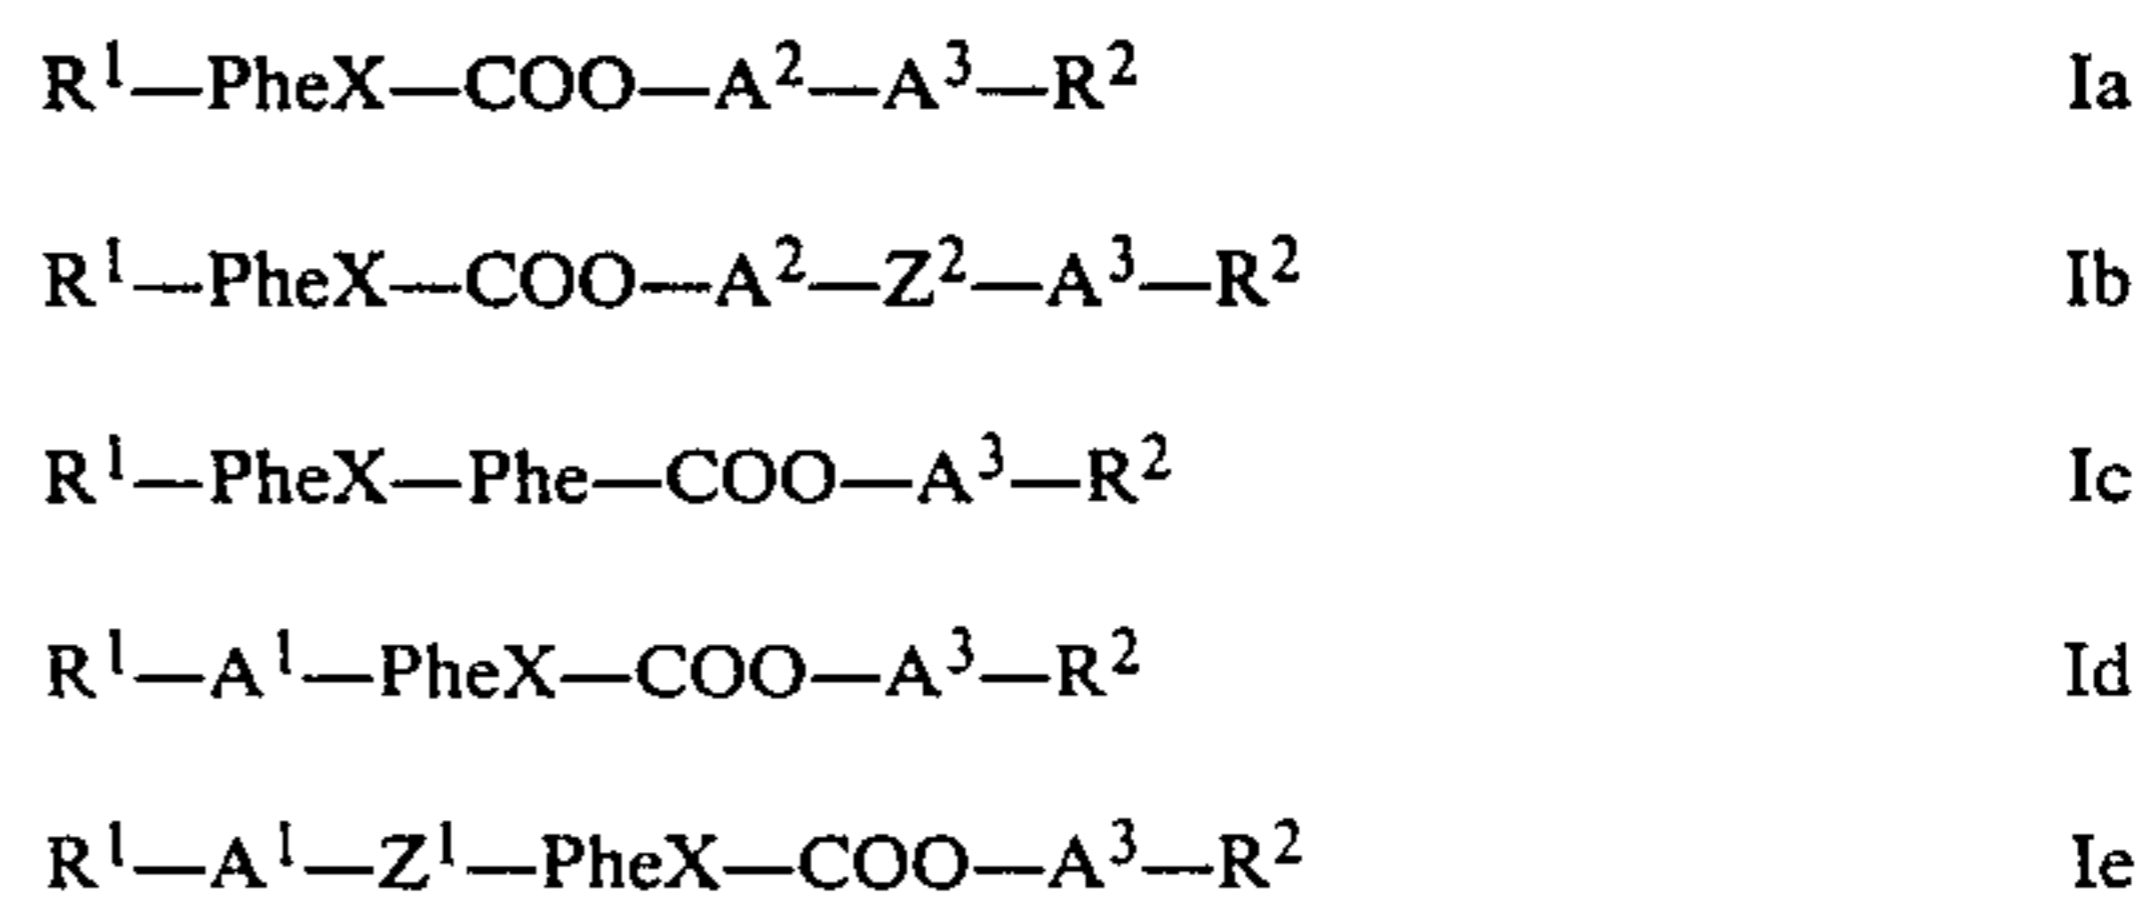 R¹—PheX—COO—A²—A³—R² Ia
R¹—PheX—COO—A²—Z²—A³—R² Ib
R¹—PheX—Phe—COO—A³—R² Ic
R¹—A¹—PheX—COO—A³—R² Id
R¹—A¹—Z¹—PheX—COO—A³—R² Ie